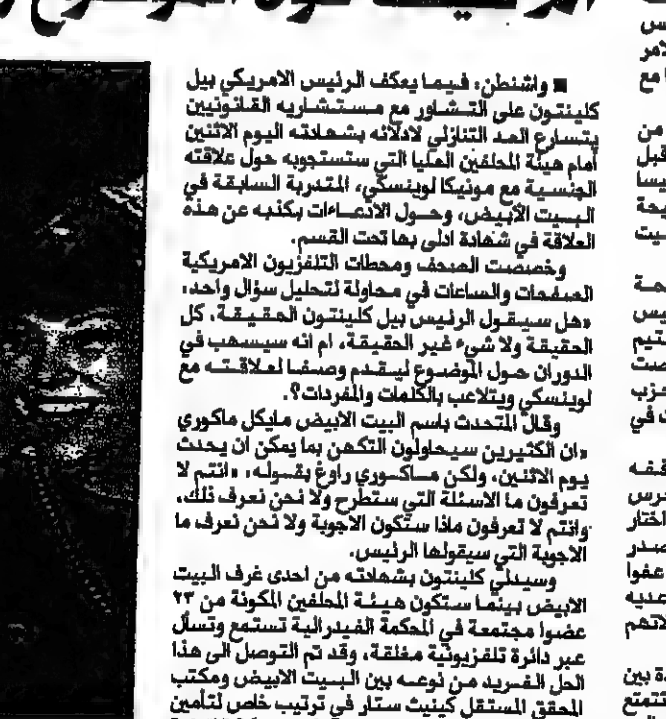 ■ واشنطن: فيما يعكف الرئيس الامريكي بيل
كلينتون على التشاور مع مستشاريه القانونيين
يتسارع العد التنازلي لادلائه بشهادته اليوم الاثنين
أمام هيئة المحلفين العليا التي ستستجوبه حول علاقته
الجنسية مع مونيكا لوينسكي، المتدربة السابقة في
البيت الأبيض، وحول الادعاءات بكذبه عن هذه
العلاقة في شهادة ادلى بها تحت القسم.
وخصصت الصحف ومحطات التلفزيون الامريكية
الصفحات والساعات في محاولة لتحليل سؤال واحد:
«هل سيقول الرئيس بيل كلينتون الحقيقة، كل
الحقيقة ولا شيء غير الحقيقة، ام انه سيسهب في
الدوران حول الموضوع ليقدم وصفا لعلاقته مع
لوينسكي ويتلاعب بالكلمات والمفردات؟.
وقال المتحدث باسم البيت الابيض مايكل ماكوري
«ان الكثيرين سيحاولون التكهن بما يمكن ان يحدث
يوم الاثنين، ولكن ماكوري راوغ بقوله: «انتم لا
تعرفون ما الاسئلة التي ستطرح ولا نحن نعرف ذلك،
وانتم لا تعرفون ماذا ستكون الاجوبة ولا نحن نعرف ما
الاجوبة التي سيقولها الرئيس.
وسيدلي كلينتون بشهادته من احدى غرف البيت
الابيض بينما ستكون هيئة المحلفين المكونة من ٢٣
عضوا مجتمعة في المحكمة الفيدرالية تستمع وتسأل
عبر دائرة تلفزيونية مغلقة، وقد تم التوصل الى هذا
الحل الفريد من نوعه بين البيت الابيض ومكتب
المحقق المستقل كينيث ستار في ترتيب خاص لتأمين